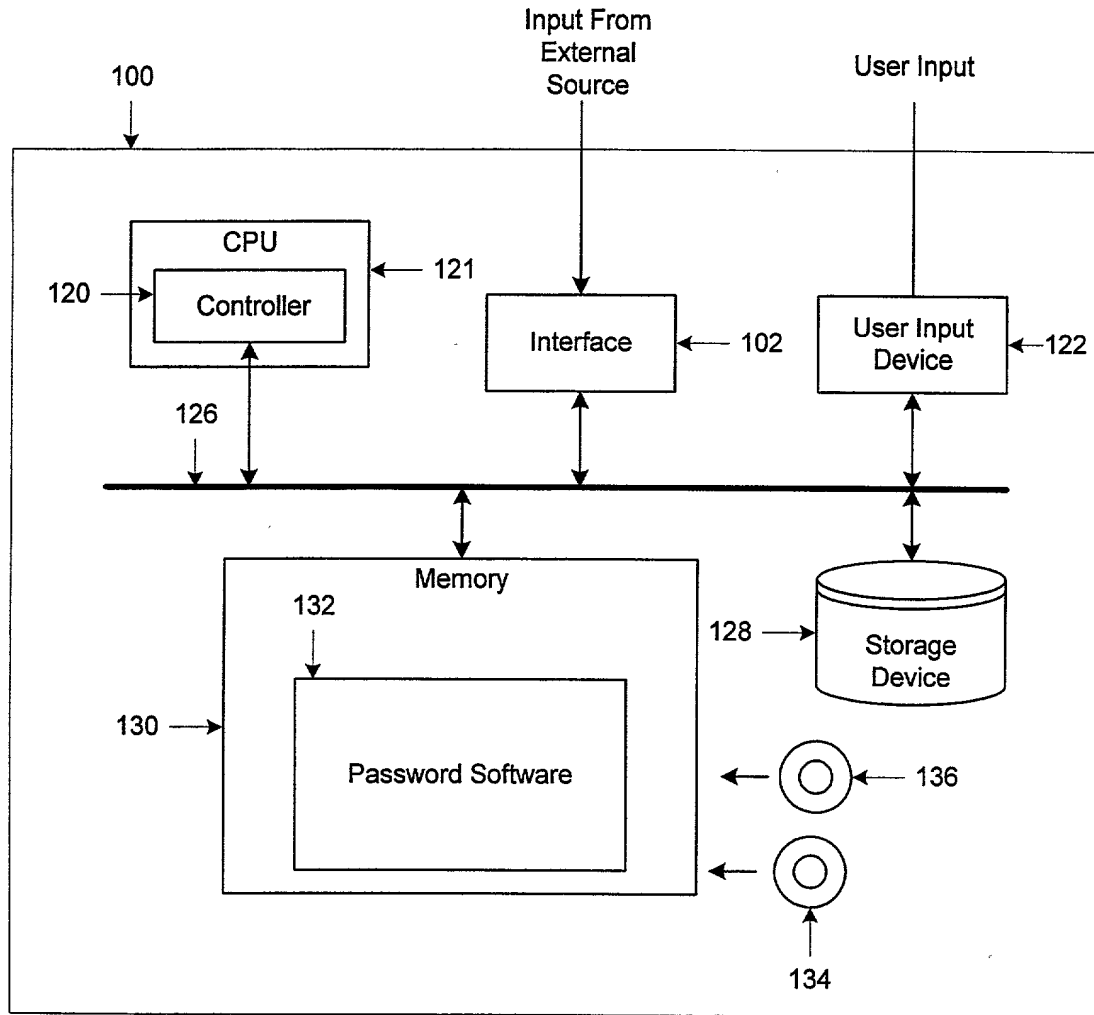 Input From
External
Source
User Input
100
CPU
121
120
Controller
Interface
102
User Input
Device
122
126
Memory
132
128
Storage
Device
130
Password Software
136
134